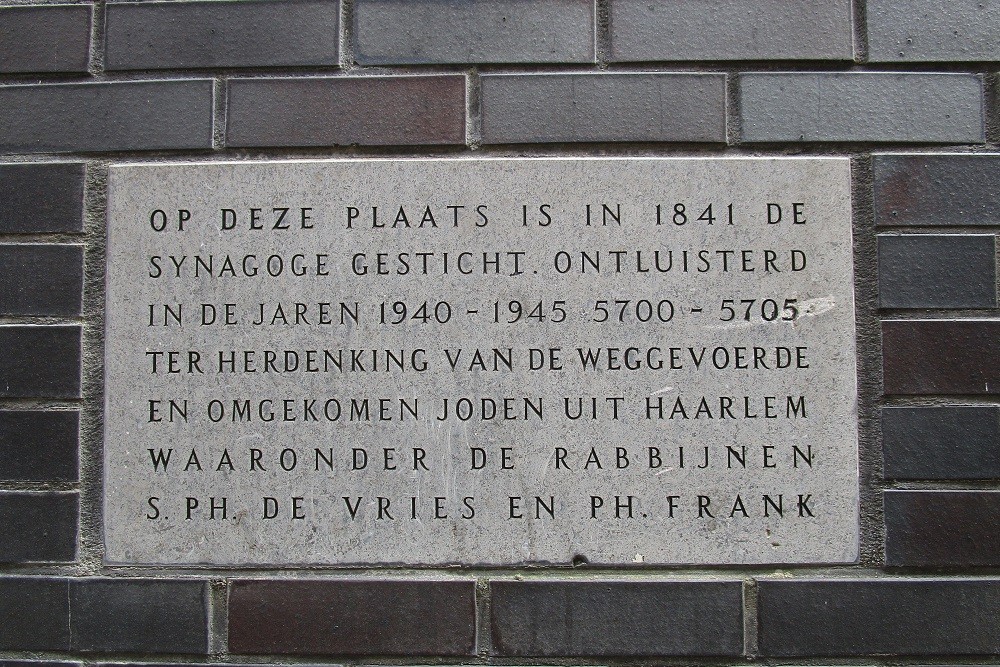 OP DEZE PLAATS IS IN 1841 DE
SYNAGOGE GESTICHT. ONTLUISTERD
IN DE JAREN 1940 - 1945 5700 - 5705.
TER HERDENKING VAN DE WEGGEVOERDE
EN OMGEKOMEN JODEN UIT HAARLEM
WAARONDER DE RABBIJNEN
S. PH. DE VRIES EN PH. FRANK